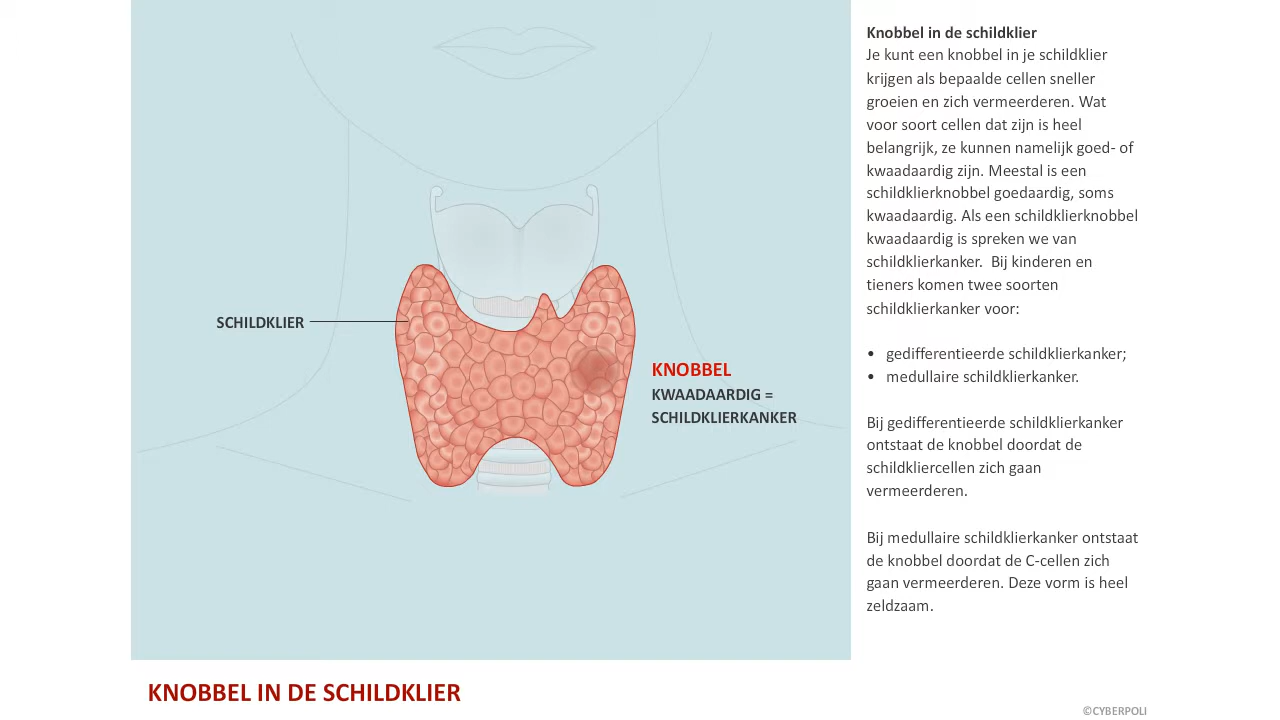 SCHILDKLIER
KNOBBEL
KWAADAARDIG =
SCHILDKLIERKANKER
KNOBBEL IN DE SCHILDKLIER
Knobbel in de schildklier
Je kunt een knobbel in je schildklier
krijgen als bepaalde cellen sneller
groeien en zich vermeerderen. Wat
voor soort cellen dat zijn is heel
belangrijk, ze kunnen namelijk goed- of
kwaadaardig zijn. Meestal is een
schildklierknobbel goedaardig, soms
kwaadaardig. Als een schildklierknobbel
kwaadaardig is spreken we van
schildklierkanker.  Bij kinderen en
tieners komen twee soorten
schildklierkanker voor:
• gedifferentieerde schildklierkanker;
• medullaire schildklierkanker.
Bij gedifferentieerde schildklierkanker
ontstaat de knobbel doordat de
schildkliercellen zich gaan
vermeerderen.
Bij medullaire schildklierkanker ontstaat
de knobbel doordat de C-cellen zich
gaan vermeerderen. Deze vorm is heel
zeldzaam.
©CYBERPOLI